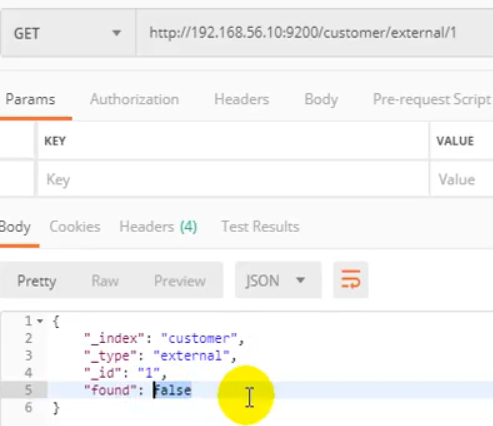 GET http://192.168.56.10:9200/customer/external/1
Params Authorization Headers Body Pre-request Script
KEY VALUE
Key Value
Body Cookies Headers (4) Test Results
Pretty Raw Preview JSON
1 {
2 "_index": "customer",
3 "_type": "external",
4 "_id": "1",
5 "found": false
6 }